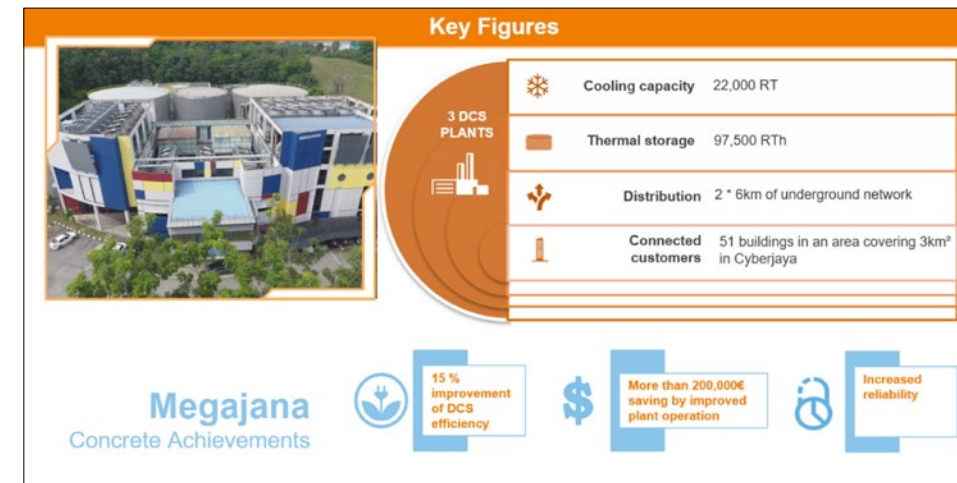 Key Figures
3 DCS
PLANTS
Cooling capacity 22,000 RT
Thermal storage 97,500 RTh
Distribution 2 * 6km of underground network
Connected
customers
51 buildings in an area covering 3km²
in Cyberjaya
Megajana
Concrete Achievements
15 %
improvement
of DCS
efficiency
More than 200,000€
saving by improved
plant operation
Increased
reliability